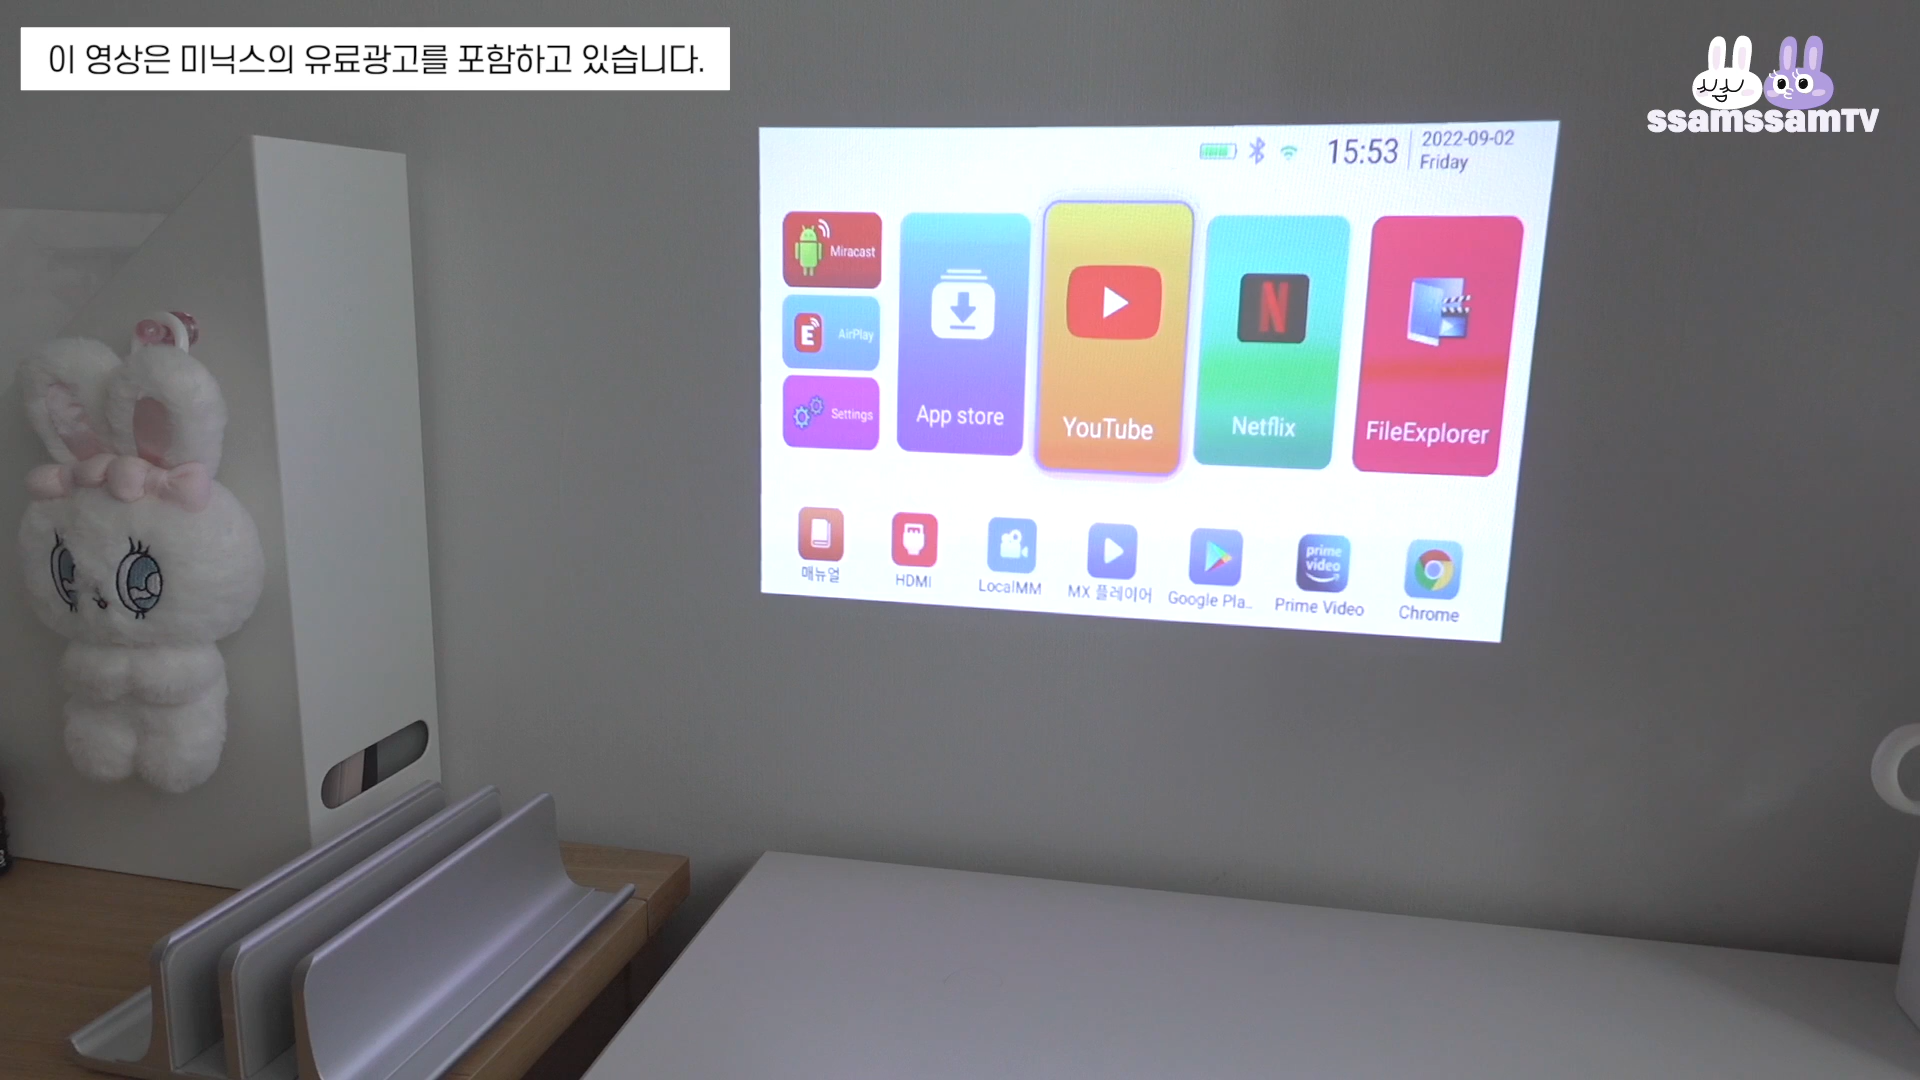 이 영상은 미닉스의 유료광고를 포함하고 있습니다.
ssamssamTV
15:53
2022-09-02
Friday
Miracast
AirPlay
Settings
App store
YouTube
Netflix
FileExplorer
매뉴얼
HDMI
LocalMM
MX 플레이어
Google Pla..
prime
video
Prime Video
Chrome